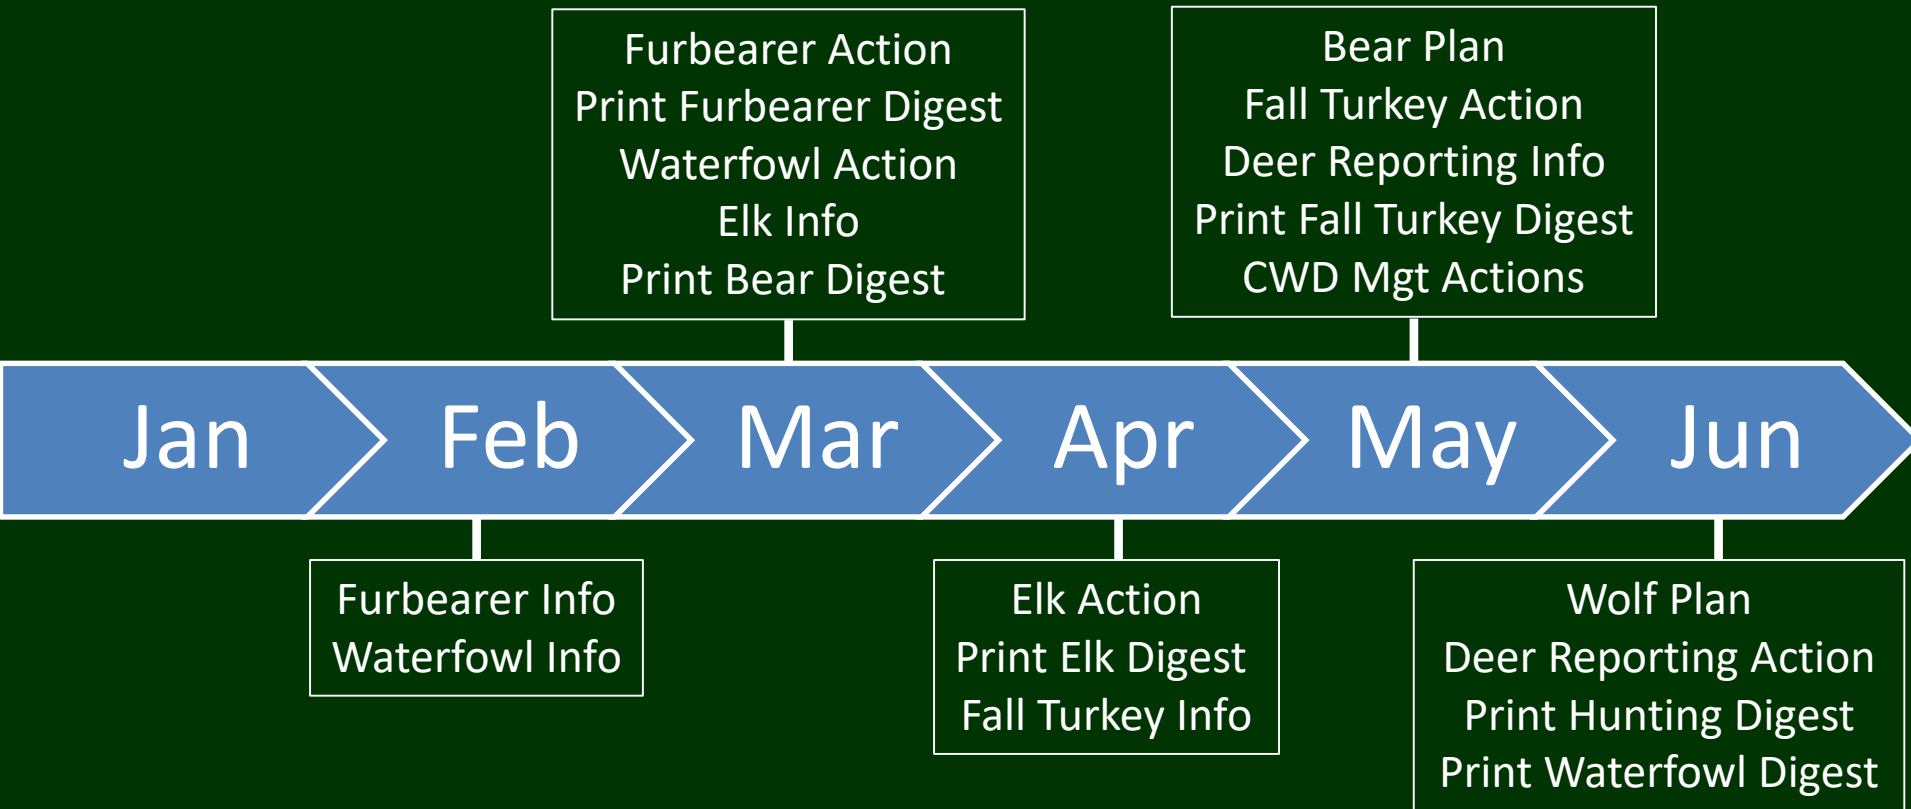 Furbearer Action
Print Furbearer Digest
Waterfowl Action
Elk Info
Print Bear Digest
Bear Plan
Fall Turkey Action
Deer Reporting Info
Print Fall Turkey Digest
CWD Mgt Actions
Jan
Feb
Mar
Apr
May
Jun
Furbearer Info
Waterfowl Info
Elk Action
Print Elk Digest
Fall Turkey Info
Wolf Plan
Deer Reporting Action
Print Hunting Digest
Print Waterfowl Digest